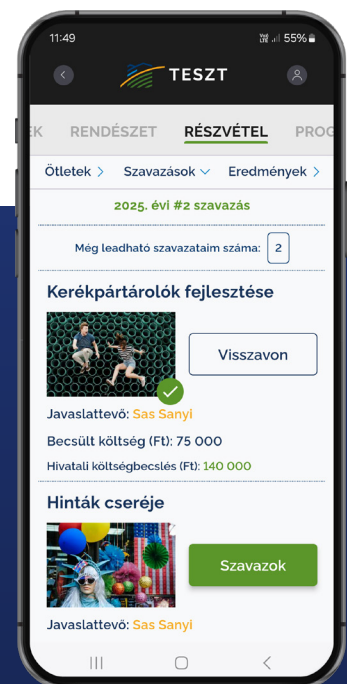 11:49
55%
TESZT
EK RENDÉSZET RÉSZVÉTEL PROG
Ötletek Szavazások Eredmények
2025. évi #2 szavazás
Még leadható szavazataim száma: 2
Kerékpártárolók fejlesztése
Visszavon
Javaslattevő: Sas Sanyi
Becsült költség (Ft): 75 000
Hivatali költségbecslés (Ft): 140 000
Hinták cseréje
Szavazok
Javaslattevő: Sas Sanyi